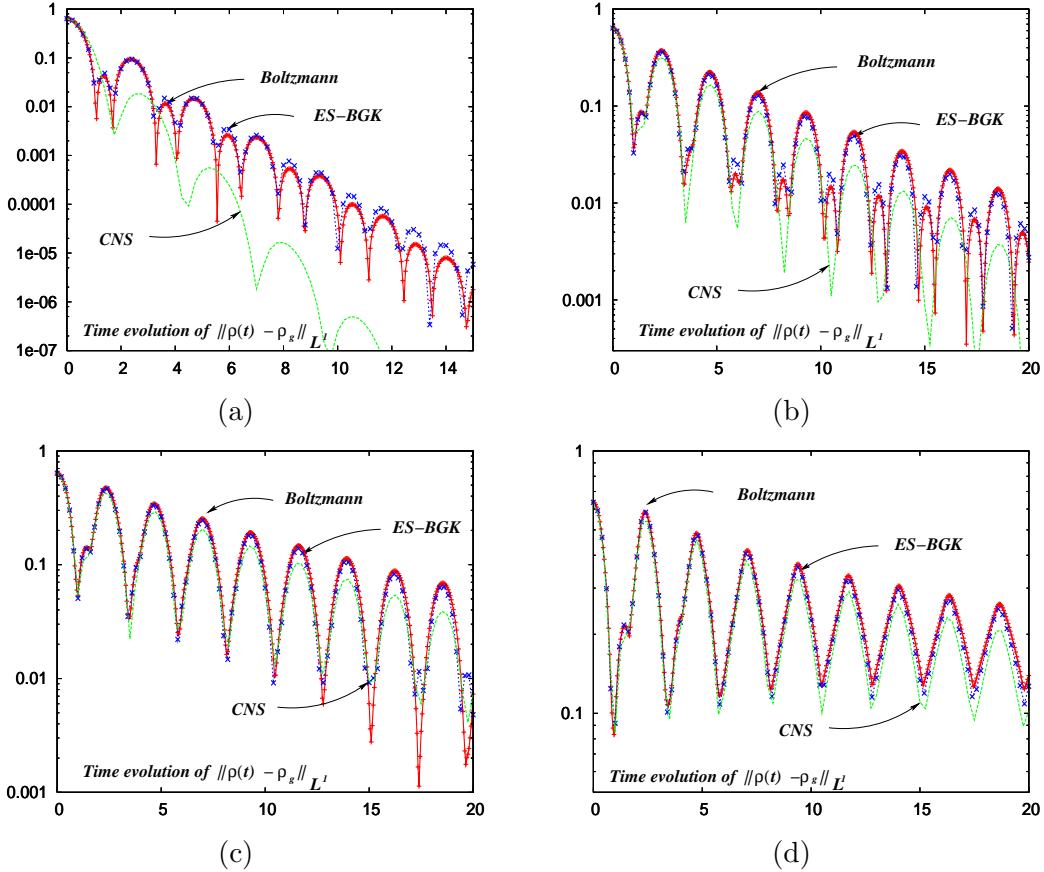 1
0.1
0.01
0.001
0.0001
1e-05
1e-06
1e-07
0 2 4 6 8 10 12 14
Boltzmann
ES-BGK
CNS
Time evolution of ||ρ(t) - ρg||L1
(a)
1
0.1
0.01
0.001
0 5 10 15 20
Boltzmann
ES-BGK
CNS
Time evolution of ||ρ(t) - ρg||L1
(b)
1
0.1
0.01
0.001
0 5 10 15 20
Boltzmann
ES-BGK
CNS
Time evolution of ||ρ(t) - ρg||L1
(c)
1
0.1
0 5 10 15 20
Boltzmann
ES-BGK
CNS
Time evolution of ||ρ(t) -ρg||L1
(d)